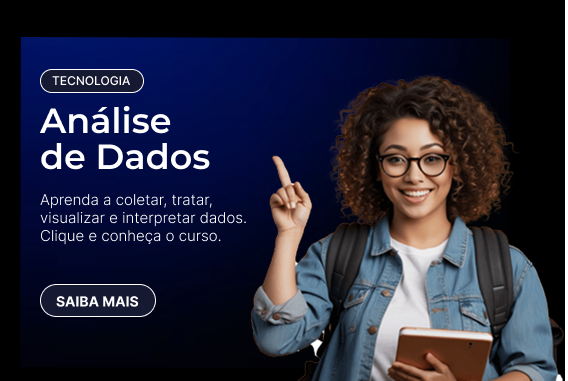 TECNOLOGIA
Análise
de Dados
Aprenda a coletar, tratar,
visualizar e interpretar dados.
Clique e conheça o curso.
SAIBA MAIS